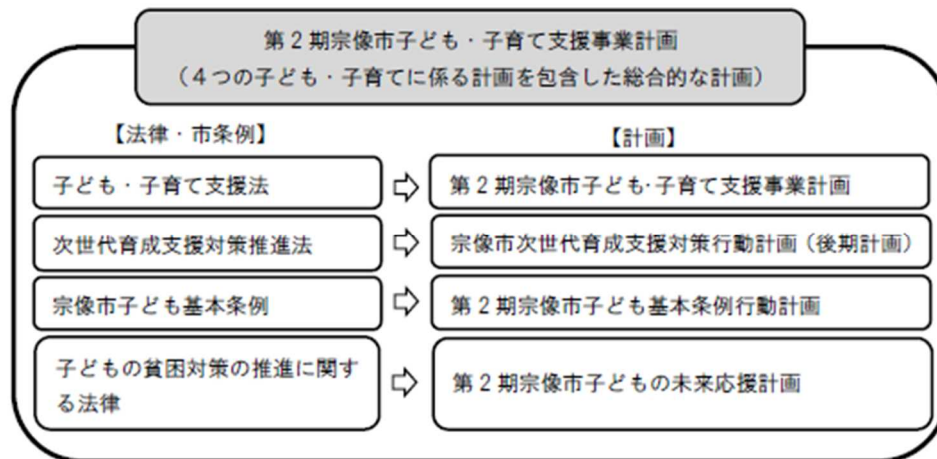 第２期宗像市子ども・子育て支援事業計画
（４つの子ども・子育てに係る計画を包含した総合的な計画）
【法律・市条例】
【計画】
子ども・子育て支援法
第２期宗像市子ども・子育て支援事業計画
次世代育成支援対策推進法
宗像市次世代育成支援対策行動計画（後期計画）
宗像市子ども基本条例
第２期宗像市子ども基本条例行動計画
子どもの貧困対策の推進に関す
る法律
第２期宗像市子どもの未来応援計画